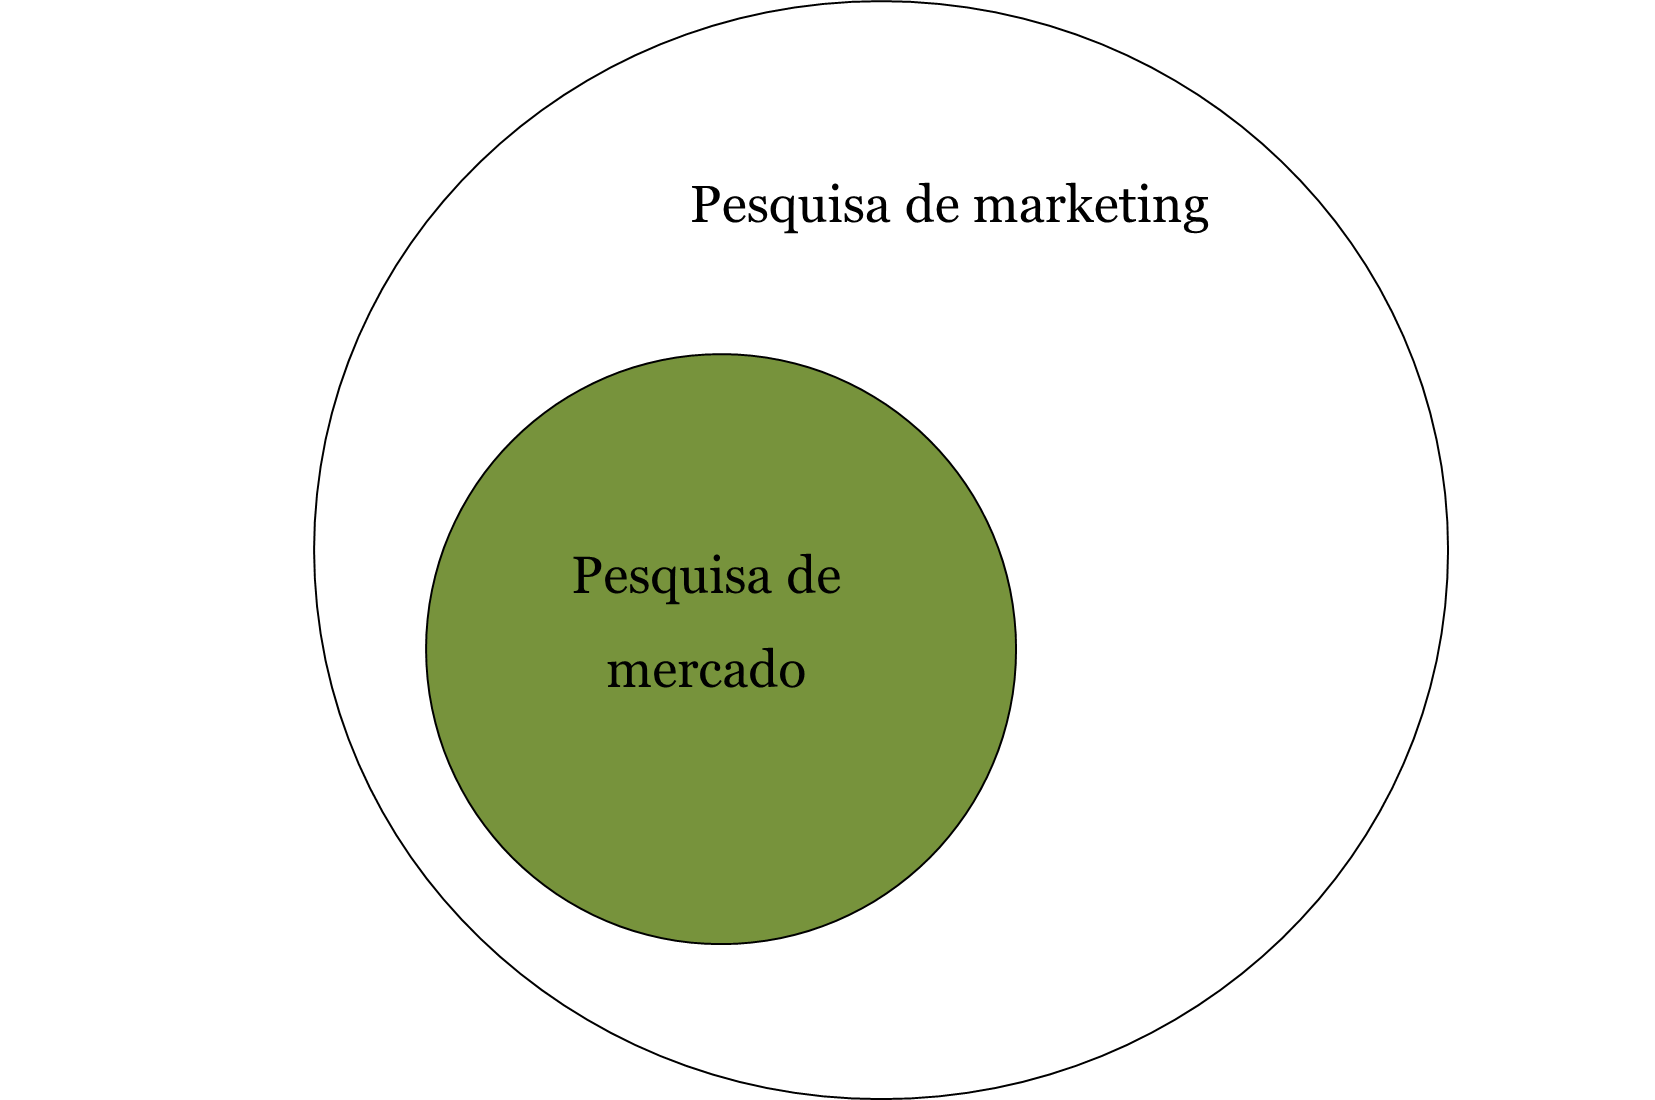 Pesquisa de marketing
Pesquisa de
mercado